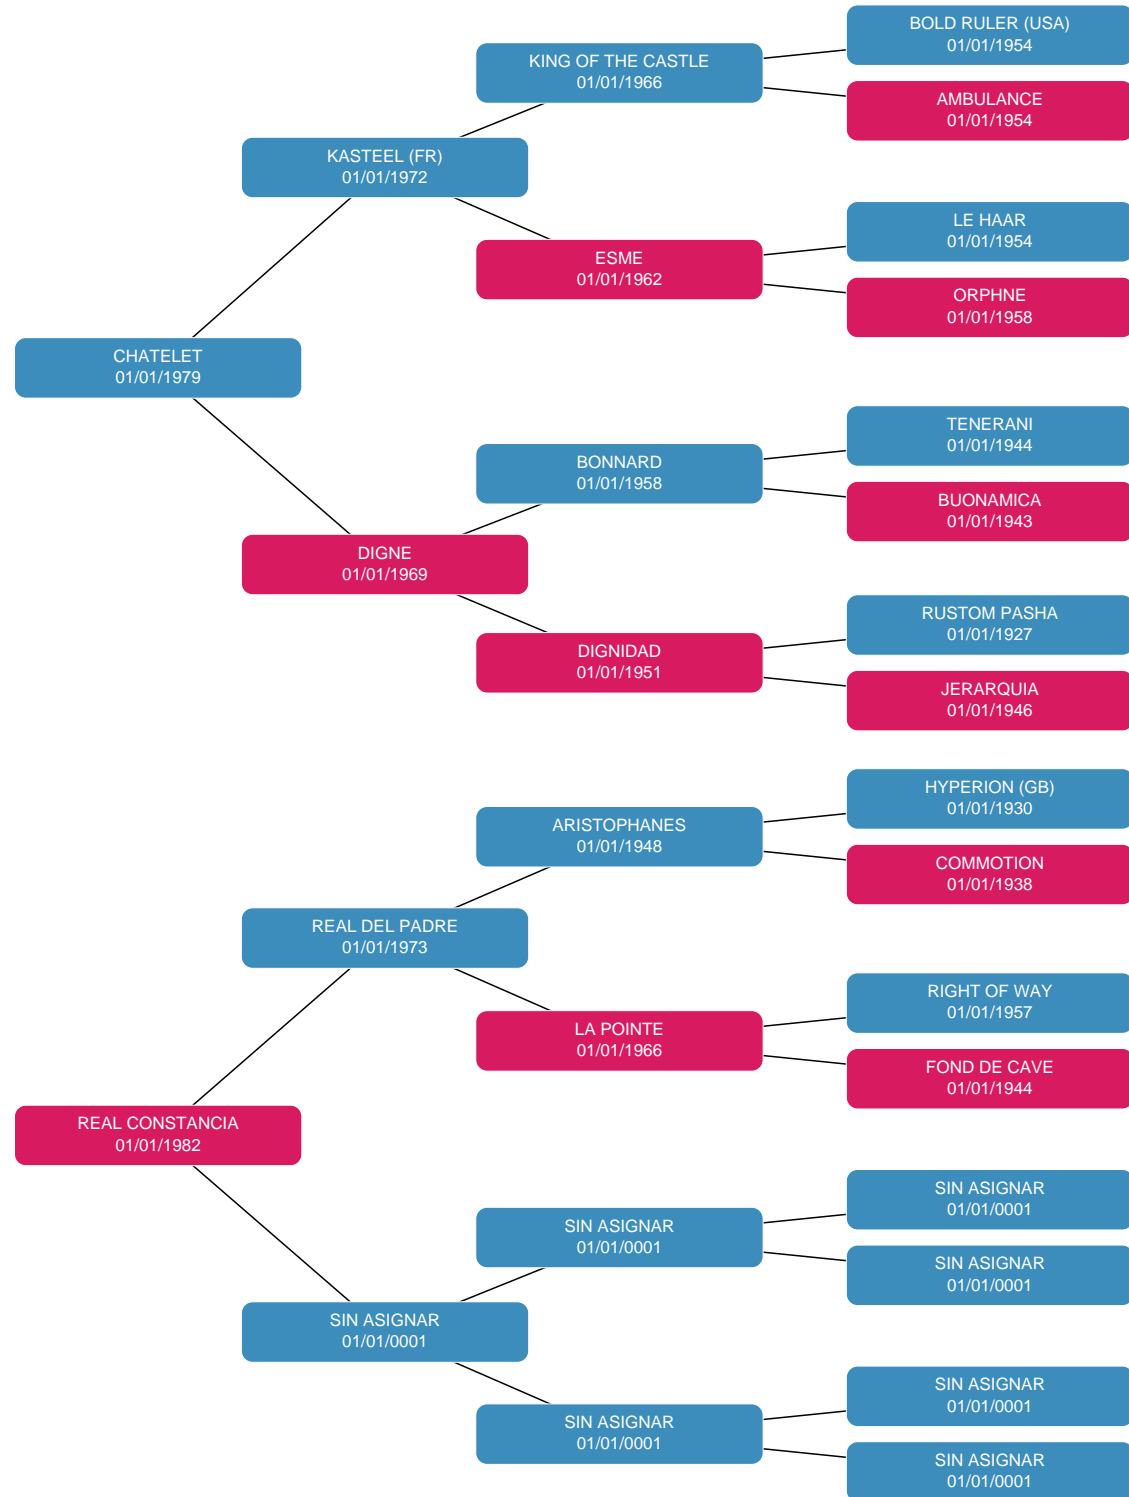 BOLD RULER (USA)
01/01/1954
KING OF THE CASTLE
01/01/1966
AMBULANCE
01/01/1954
KASTEEL (FR)
01/01/1972
LE HAAR
01/01/1954
ESME
01/01/1962
ORPHNE
01/01/1958
CHATELET
01/01/1979
TENERANI
01/01/1944
BONNARD
01/01/1958
BUONAMICA
01/01/1943
DIGNE
01/01/1969
RUSTOM PASHA
01/01/1927
DIGNIDAD
01/01/1951
JERARQUIA
01/01/1946
HYPERION (GB)
01/01/1930
ARISTOPHANES
01/01/1948
COMMOTION
01/01/1938
REAL DEL PADRE
01/01/1973
RIGHT OF WAY
01/01/1957
LA POINTE
01/01/1966
FOND DE CAVE
01/01/1944
REAL CONSTANCIA
01/01/1982
SIN ASIGNAR
01/01/0001
SIN ASIGNAR
01/01/0001
SIN ASIGNAR
01/01/0001
SIN ASIGNAR
01/01/0001
SIN ASIGNAR
01/01/0001
SIN ASIGNAR
01/01/0001
SIN ASIGNAR
01/01/0001